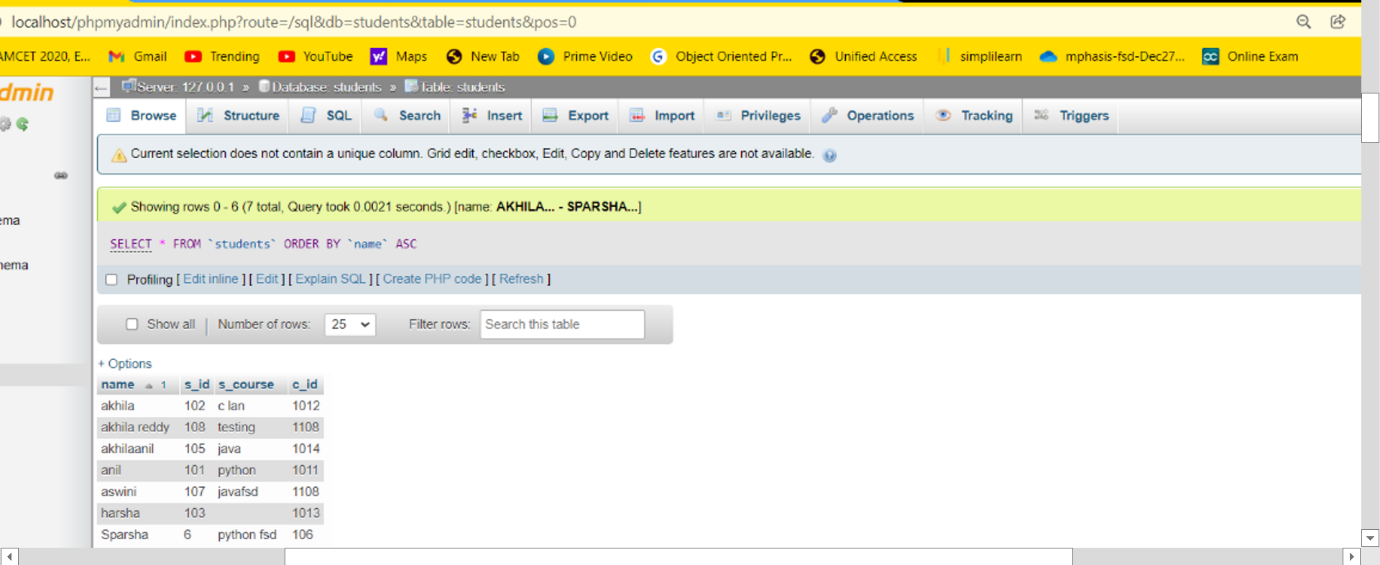 localhost/phpmyadmin/index.php?route=/sql&db=students&table=students&pos=0
AMCET 2020, E... Gmail Trending YouTube Maps New Tab Prime Video Object Oriented Pr... Unified Access simplilearn mphasis-fsd-Dec27... Online Exam
dmin
Server: 127.0.0.1 » Database: students » Table: students
Browse Structure SQL Search Insert Export Import Privileges Operations Tracking Triggers
Current selection does not contain a unique column. Grid edit, checkbox, Edit, Copy and Delete features are not available.
Showing rows 0 - 6 (7 total, Query took 0.0021 seconds.) [name: AKHILA... - SPARSHA...]
ema
SELECT * FROM `students` ORDER BY `name` ASC
hema
Profiling [ Edit inline ] [ Edit ] [ Explain SQL ] [ Create PHP code ] [ Refresh ]
Show all | Number of rows: 25 Filter rows: Search this table
+ Options
name 1 s_id s_course c_id
akhila 102 c lan 1012
akhila reddy 108 testing 1108
akhilaanil 105 java 1014
anil 101 python 1011
aswini 107 javafsd 1108
harsha 103 1013
Sparsha 6 python fsd 106